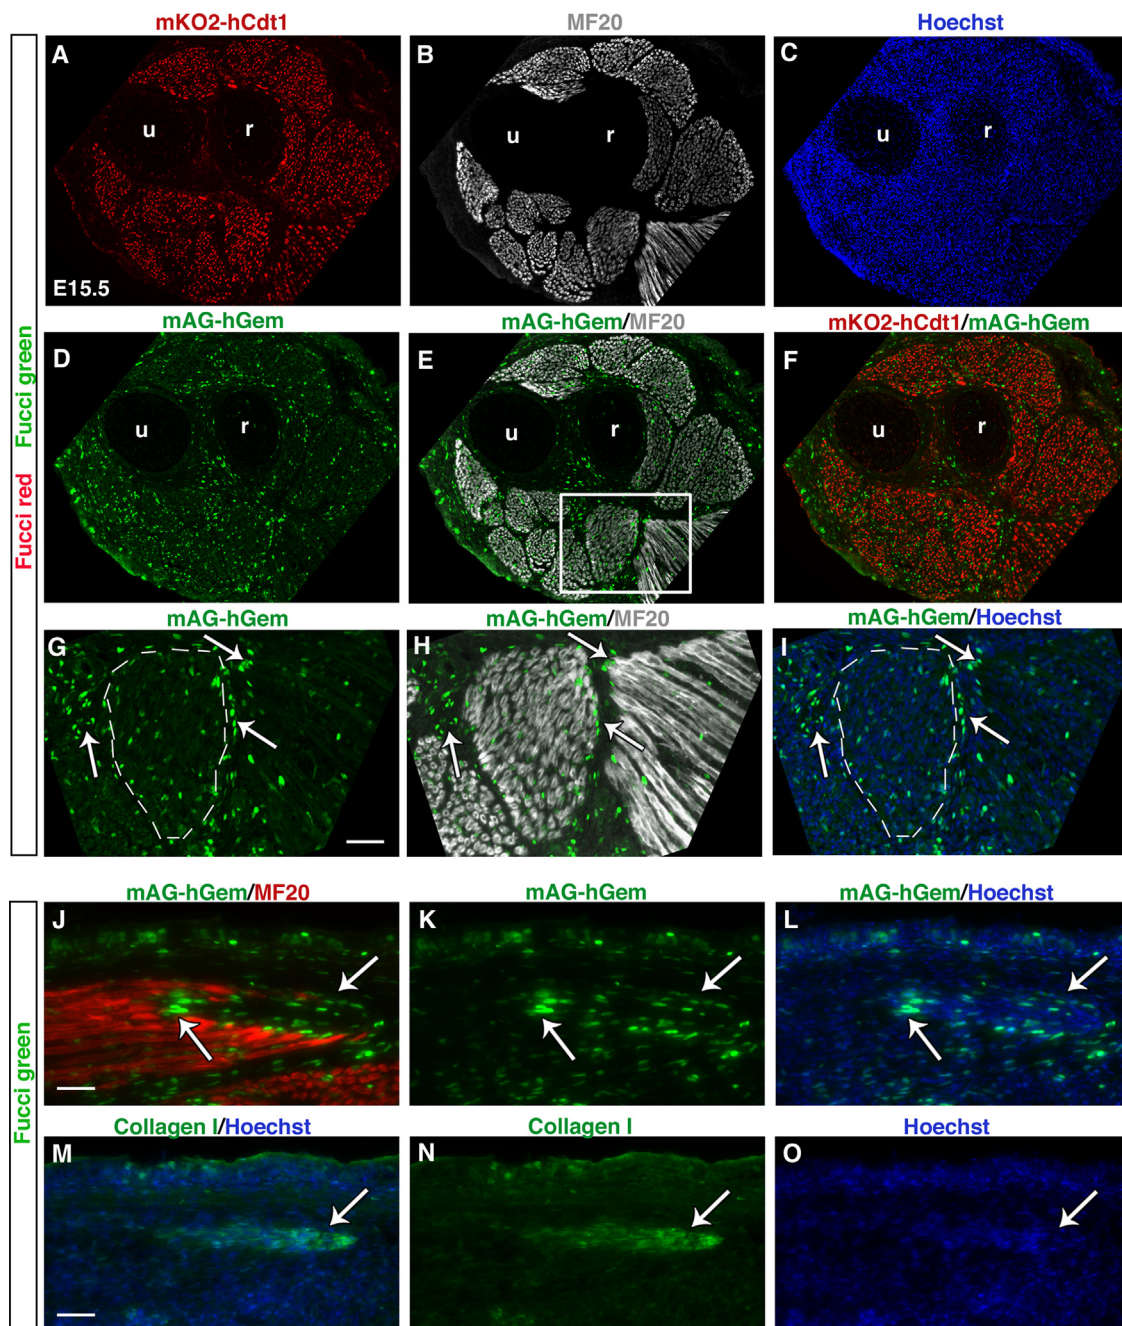 mKO2-hCdt1 MF20 Hoechst
A B C
u r u r u r
E15.5
mAG-hGem mAG-hGem/MF20 mKO2-hCdt1/mAG-hGem
D E F
u r u r u r
Fucci red Fucci green
mAG-hGem mAG-hGem/MF20 mAG-hGem/Hoechst
G H I
mAG-hGem/MF20 mAG-hGem mAG-hGem/Hoechst
J K L
Fucci green
Collagen I/Hoechst Collagen I Hoechst
M N O